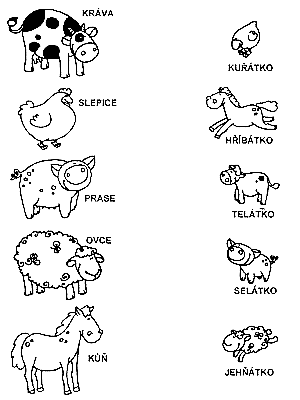 KRÁVA
KUŘÁTKO
SLEPICE
HŘÍBÁTKO
PRASE
TELÁTKO
OVCE
SELÁTKO
KŮŇ
JEHŇÁTKO